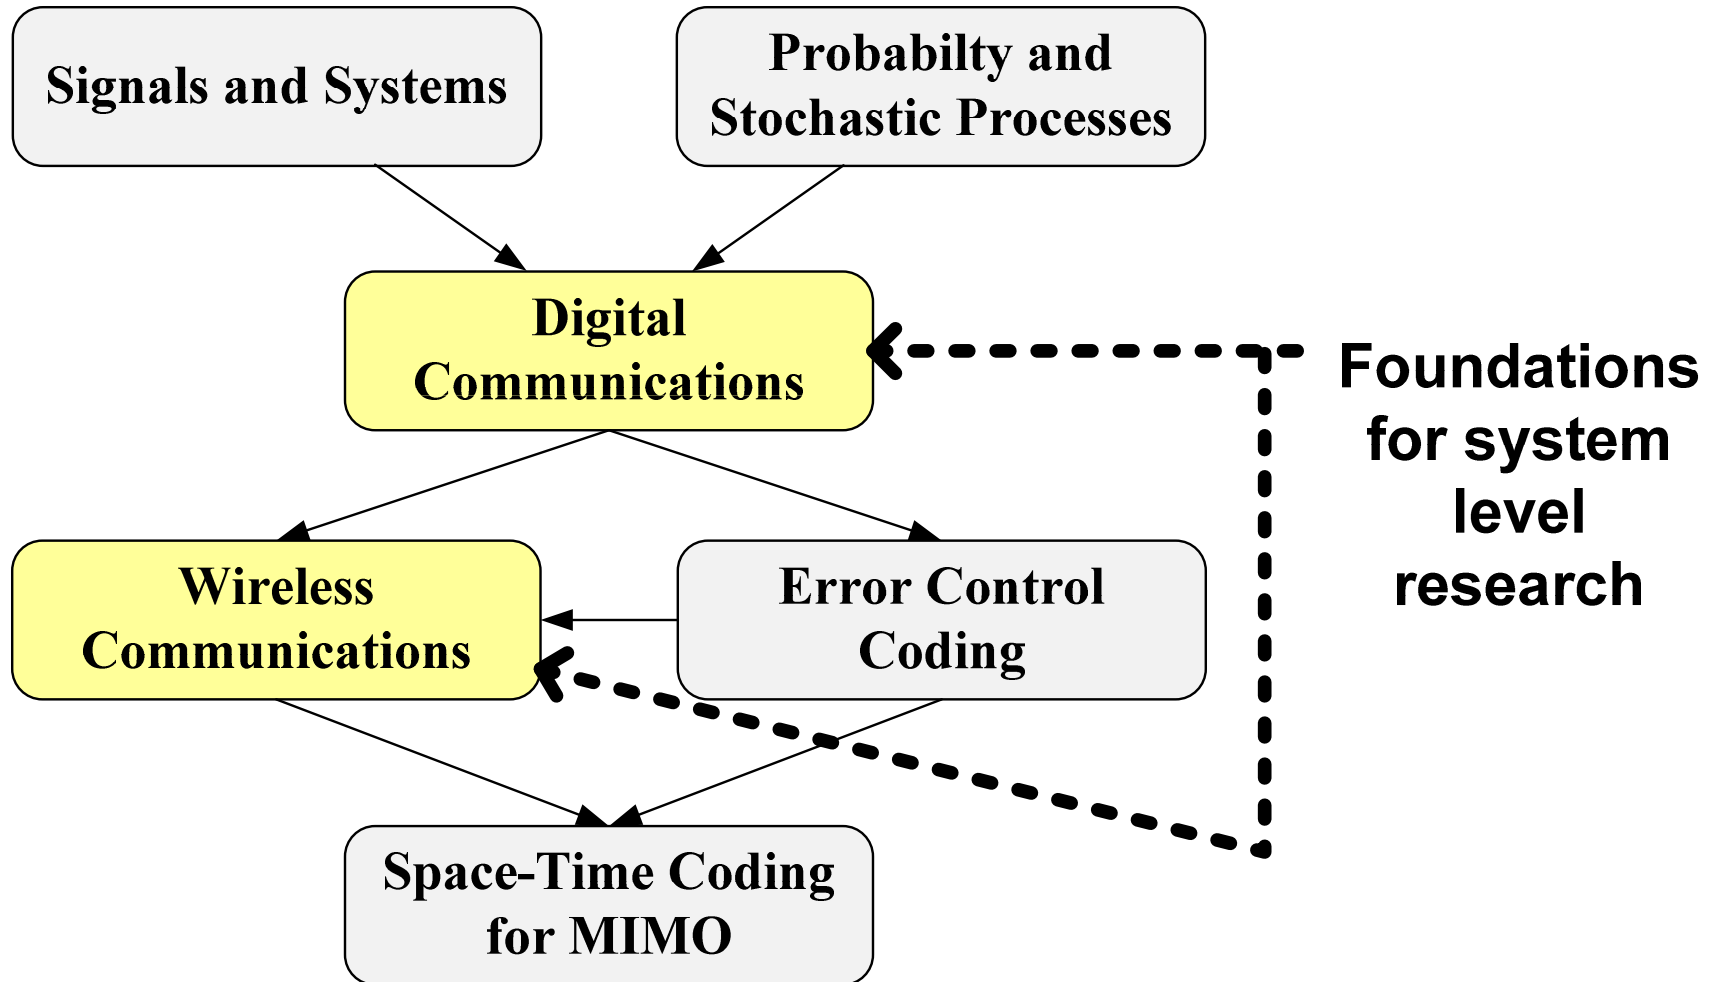 Signals and Systems
Probabilty and
Stochastic Processes
Digital
Communications
Foundations
for system
level
research
Wireless
Communications
Error Control
Coding
Space-Time Coding
for MIMO